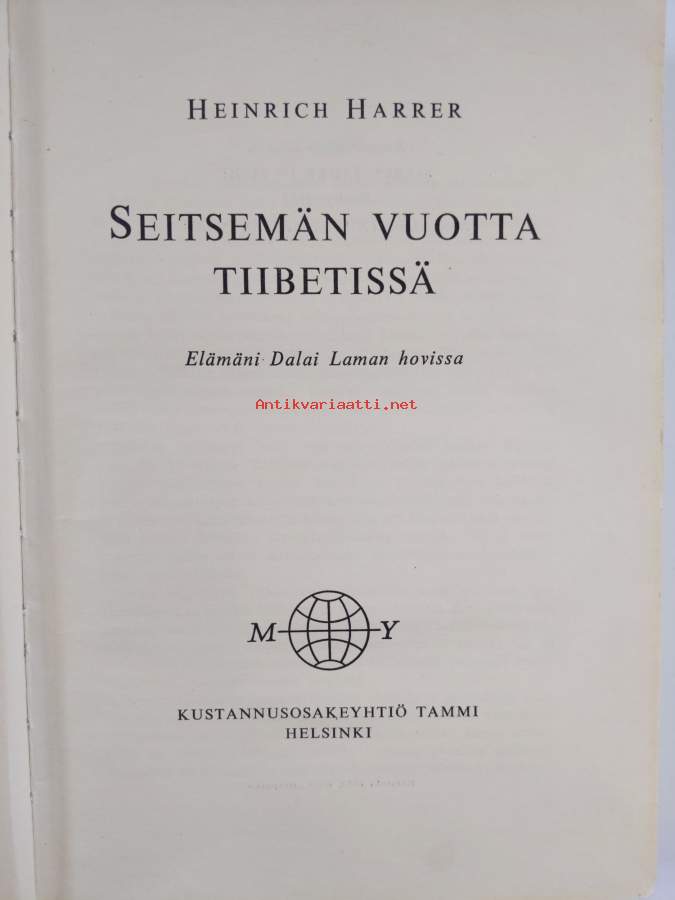 HEINRICH HARRER
SEITSEMÄN VUOTTA
TIIBETISSÄ
Elämäni Dalai Laman hovissa
Antikvariaatti.net
M Y
KUSTANNUSOSAKEYHTIÖ TAMMI
HELSINKI